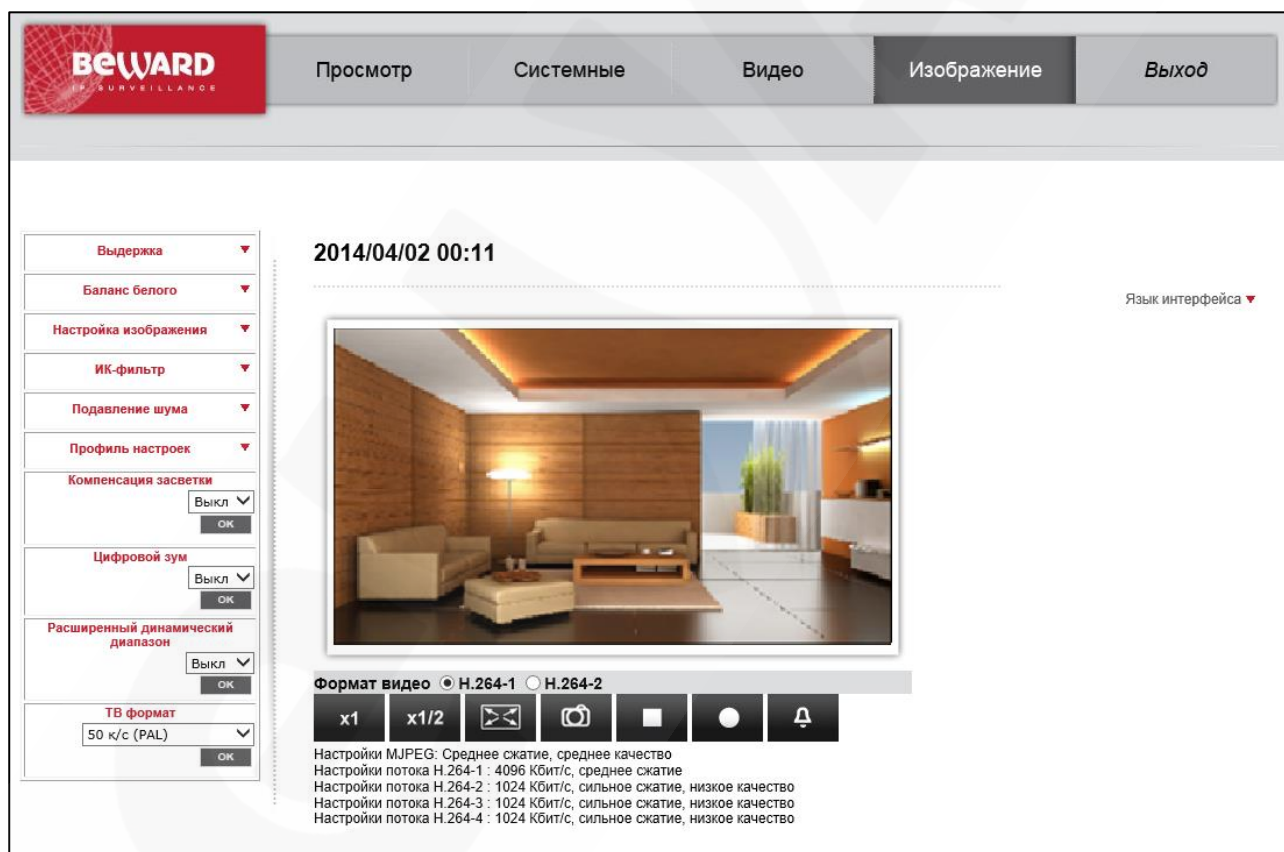 BEWARD
IP SURVEILLANCE
Просмотр
Системные
Видео
Изображение
Выход
2014/04/02 00:11
Язык интерфейса
Выдержка
Баланс белого
Настройка изображения
ИК-фильтр
Подавление шума
Профиль настроек
Компенсация засветки
Выкл
OK
Цифровой зум
Выкл
OK
Расширенный динамический
диапазон
Выкл
OK
ТВ формат
50 к/с (PAL)
OK
Формат видео H.264-1 H.264-2
x1 x1/2
Настройки MJPEG: Среднее сжатие, среднее качество
Настройки потока H.264-1 : 4096 Кбит/с, среднее сжатие
Настройки потока H.264-2 : 1024 Кбит/с, сильное сжатие, низкое качество
Настройки потока H.264-3 : 1024 Кбит/с, сильное сжатие, низкое качество
Настройки потока H.264-4 : 1024 Кбит/с, сильное сжатие, низкое качество